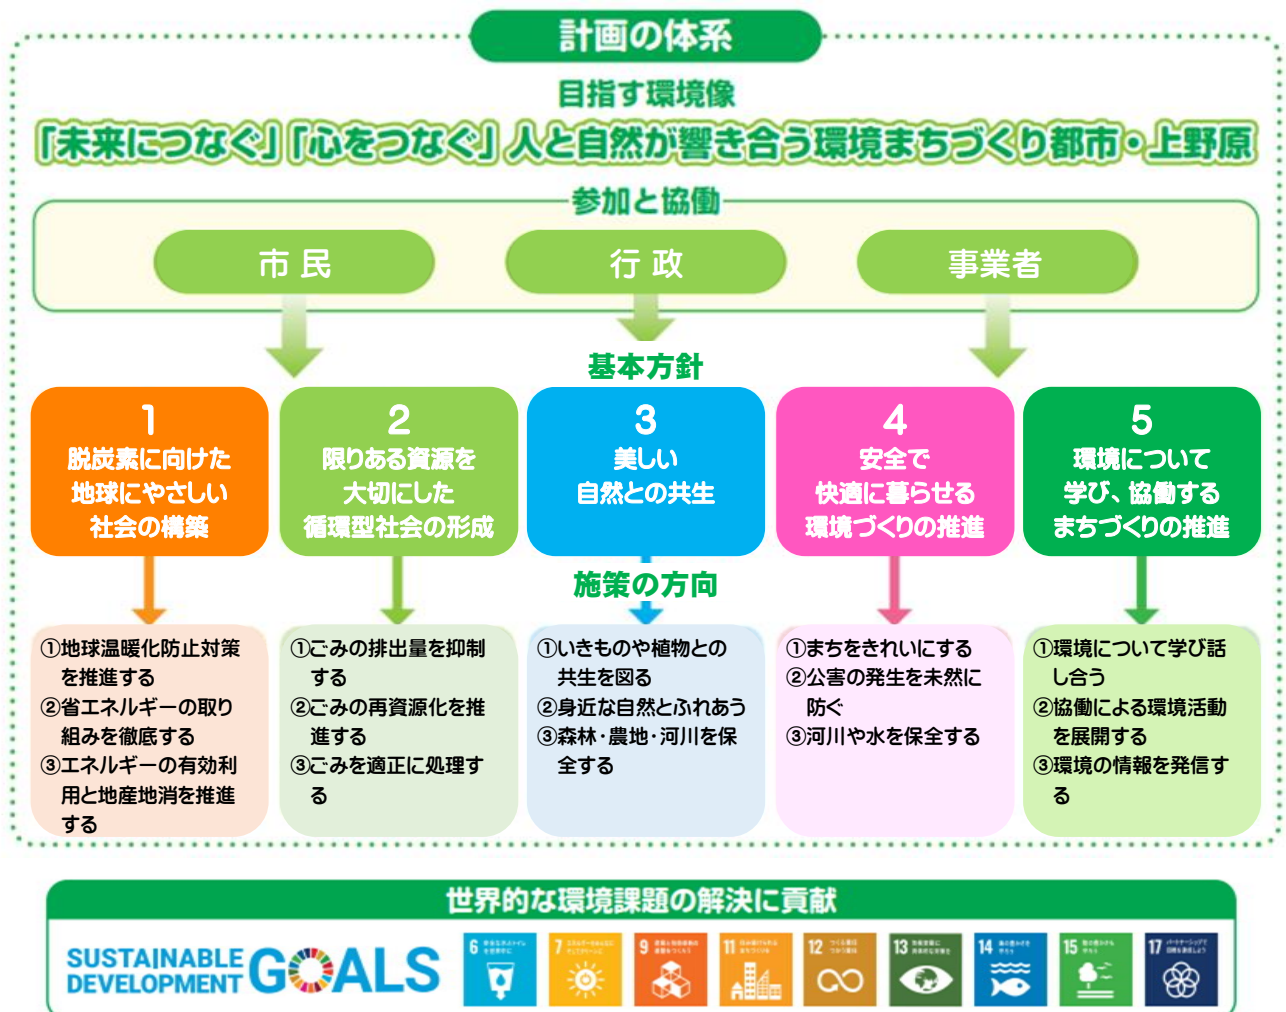 計画の体系
目指す環境像
「未来につなぐ」「心をつなぐ」人と自然が響き合う環境まちづくり都市・上野原
参加と協働
市民
行政
事業者
基本方針
1
脱炭素に向けた
地球にやさしい
社会の構築
2
限りある資源を
大切にした
循環型社会の形成
3
美しい
自然との共生
4
安全で
快適に暮らせる
環境づくりの推進
5
環境について
学び、協働する
まちづくりの推進
施策の方向
①地球温暖化防止対策
を推進する
②省エネルギーの取り
組みを徹底する
③エネルギーの有効利
用と地産地消を推進
する
①ごみの排出量を抑制
する
②ごみの再資源化を推
進する
③ごみを適正に処理す
る
①いきものや植物との
共生を図る
②身近な自然とふれあう
③森林・農地・河川を保
全する
①まちをきれいにする
②公害の発生を未然に
防ぐ
③河川や水を保全する
①環境について学び話
し合う
②協働による環境活動
を展開する
③環境の情報を発信す
る
世界的な環境課題の解決に貢献
SUSTAINABLE
DEVELOPMENT
GOALS
6
7
9
11
12
13
14
15
17